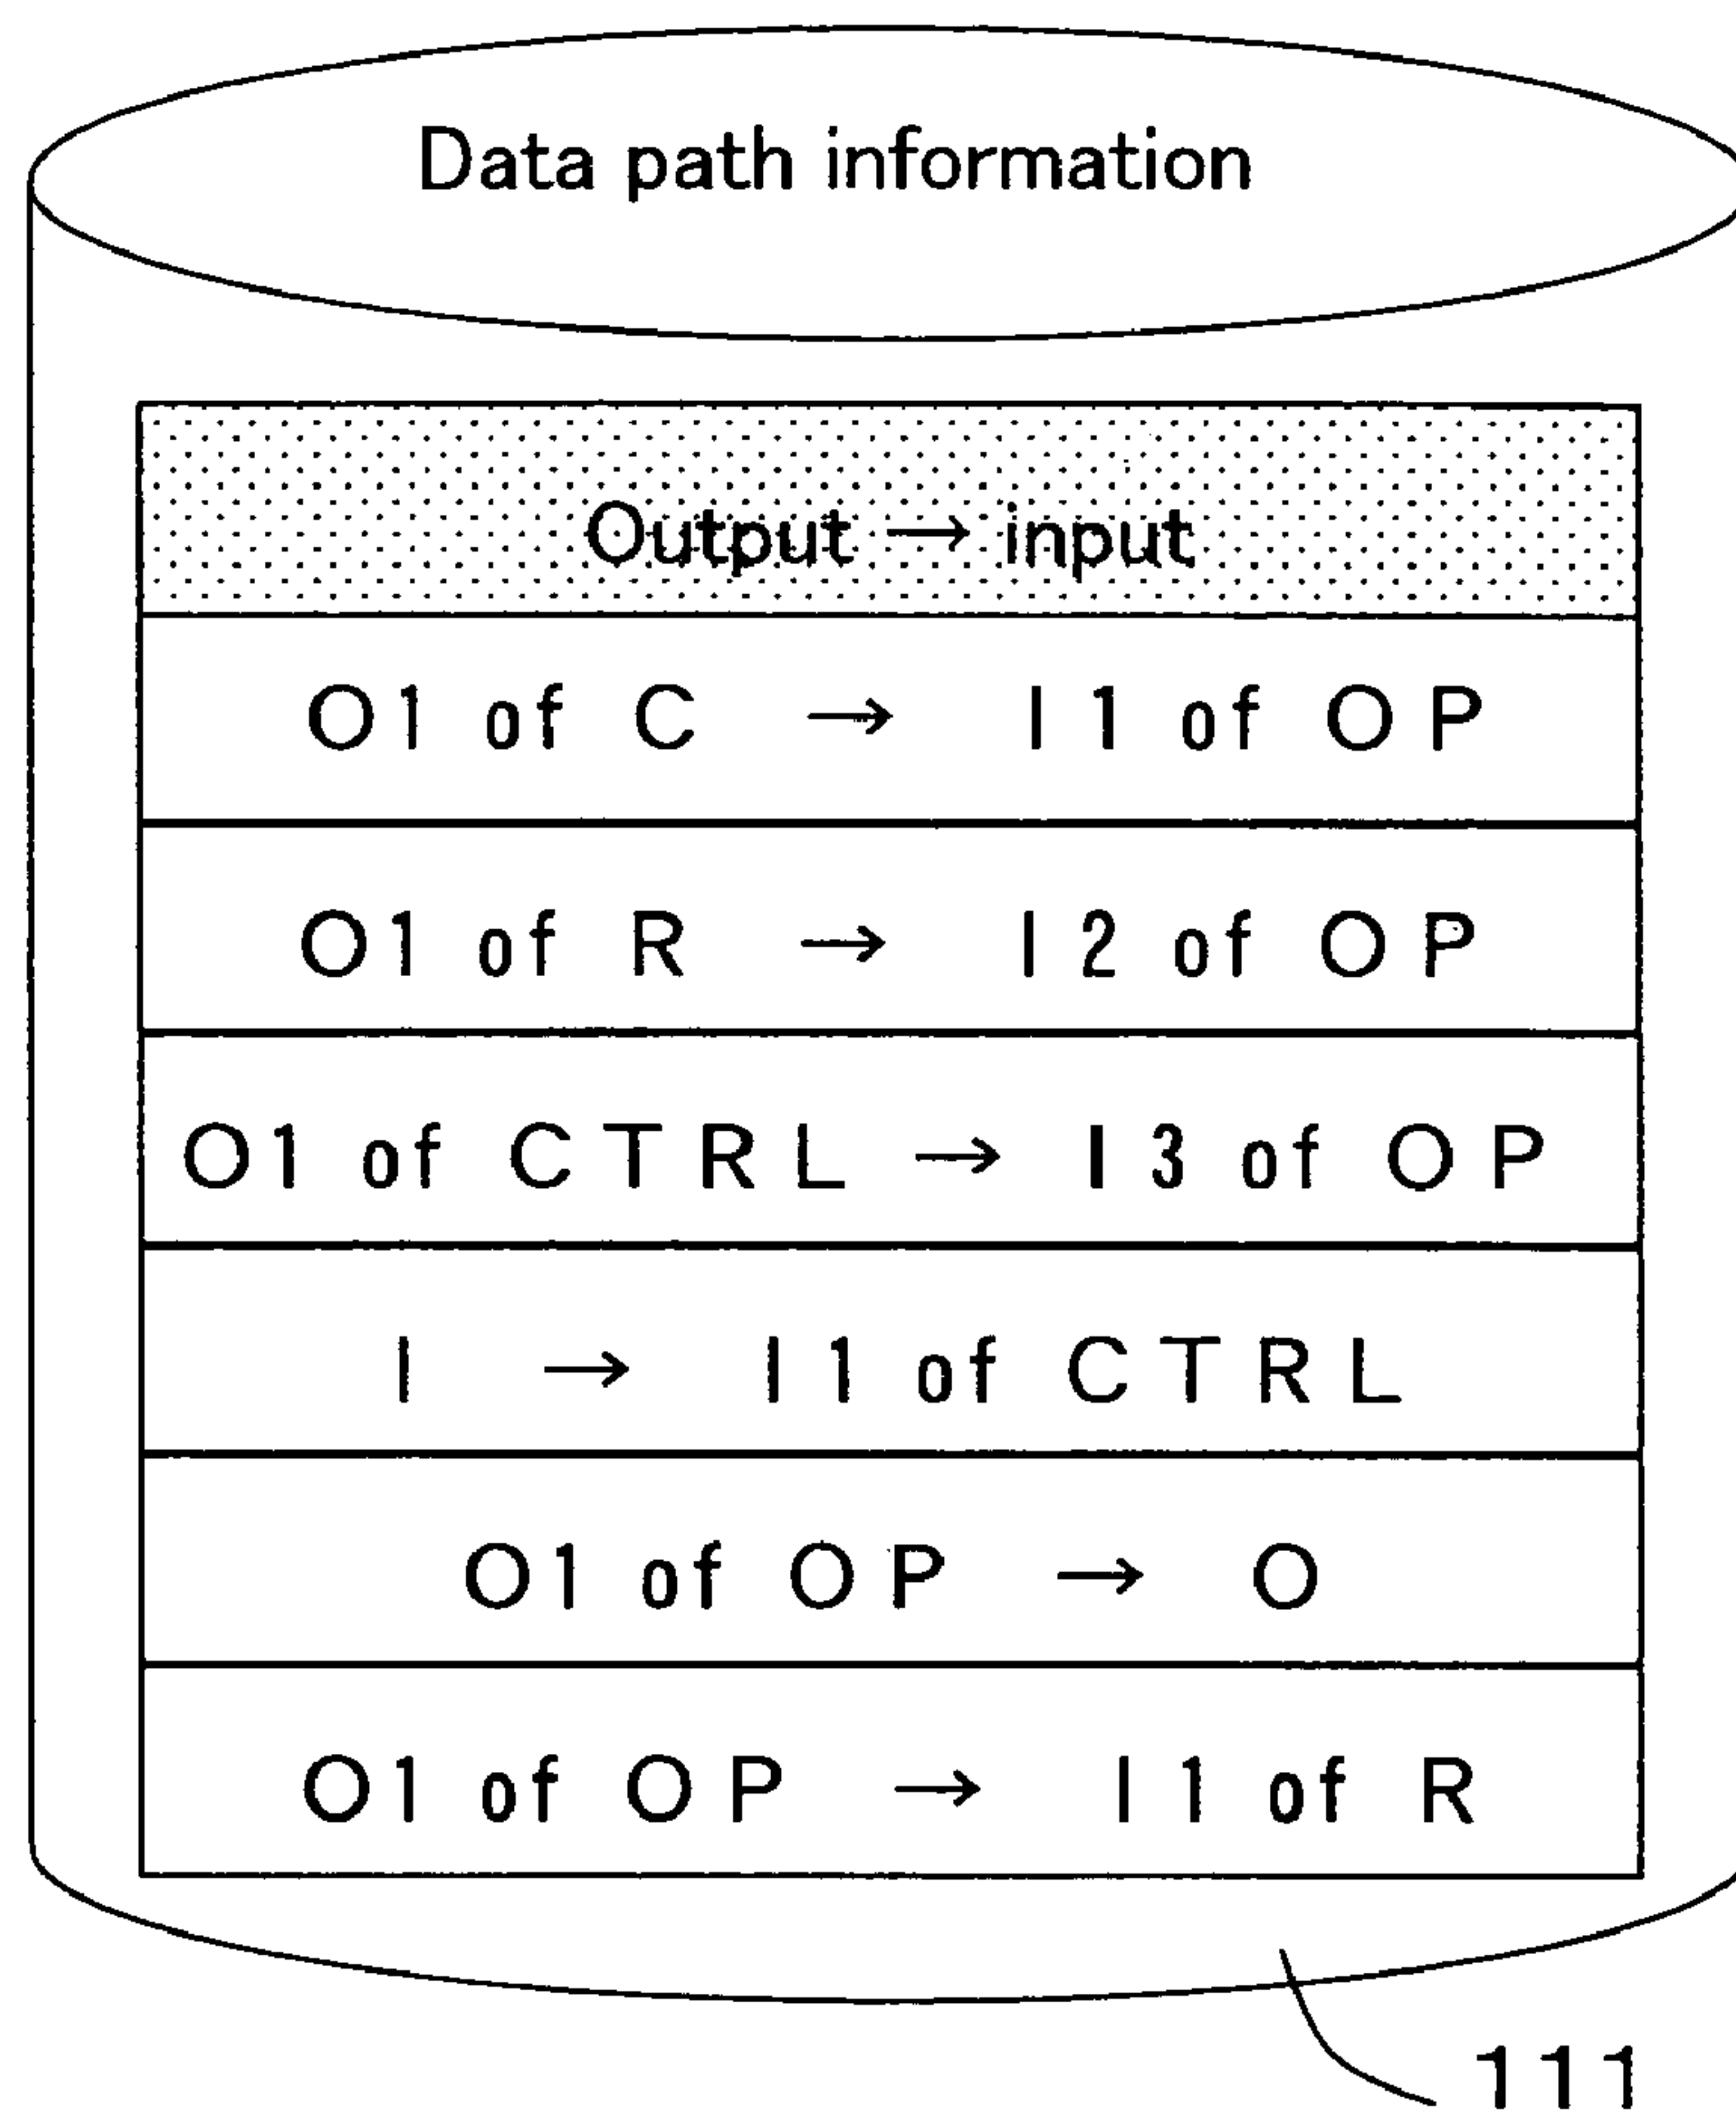 Data path information
Output → input
O1 of C → I1 of OP
O1 of R → I2 of OP
O1 of CTRL → I3 of OP
I → I1 of CTRL
O1 of OP → O
O1 of OP → I1 of R
111